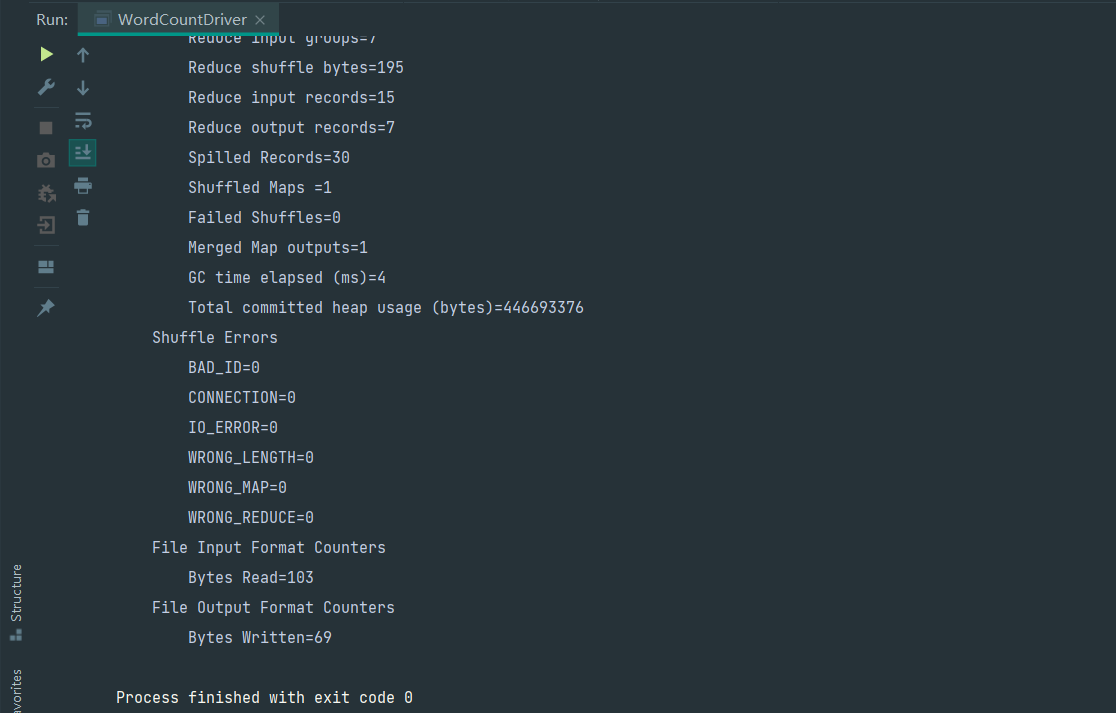 Run: WordCountDriver
Reduce input groups=7
Reduce shuffle bytes=195
Reduce input records=15
Reduce output records=7
Spilled Records=30
Shuffled Maps =1
Failed Shuffles=0
Merged Map outputs=1
GC time elapsed (ms)=4
Total committed heap usage (bytes)=446693376
Shuffle Errors
BAD_ID=0
CONNECTION=0
IO_ERROR=0
WRONG_LENGTH=0
WRONG_MAP=0
WRONG_REDUCE=0
File Input Format Counters
Bytes Read=103
File Output Format Counters
Bytes Written=69
Process finished with exit code 0
Structure
avorites